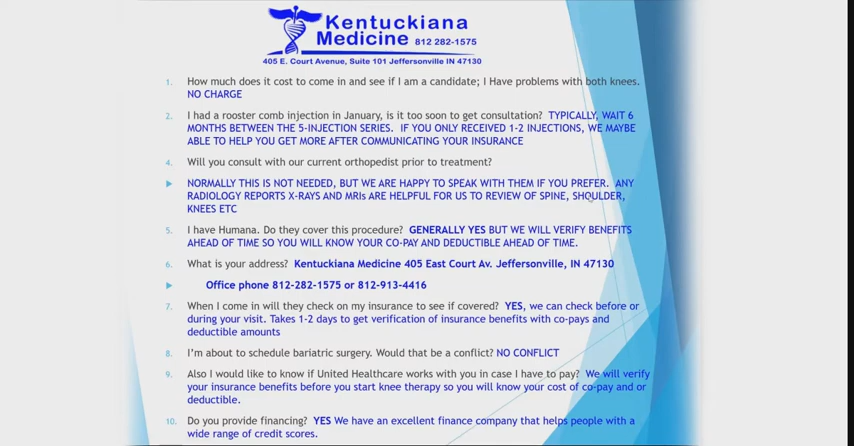 Kentuckiana
Medicine 812 282-1575
405 E. Court Avenue, Suite 101 Jeffersonville IN 47130
1. How much does it cost to come in and see if I am a candidate; I Have problems with both knees.
NO CHARGE
2. I had a rooster comb injection in January, is it too soon to get consultation? TYPICALLY, WAIT 6
MONTHS BETWEEN THE 5-INJECTION SERIES. IF YOU ONLY RECEIVED 1-2 INJECTIONS, WE MAYBE
ABLE TO HELP YOU GET MORE AFTER COMMUNICATING YOUR INSURANCE
4. Will you consult with our current orthopedist prior to treatment?
NORMALLY THIS IS NOT NEEDED, BUT WE ARE HAPPY TO SPEAK WITH THEM IF YOU PREFER. ANY
RADIOLOGY REPORTS X-RAYS AND MRIs ARE HELPFUL FOR US TO REVIEW OF SPINE, SHOULDER,
KNEES ETC
5. I have Humana. Do they cover this procedure? GENERALLY YES BUT WE WILL VERIFY BENEFITS
AHEAD OF TIME SO YOU WILL KNOW YOUR CO-PAY AND DEDUCTIBLE AHEAD OF TIME.
6. What is your address? Kentuckiana Medicine 405 East Court Av. Jeffersonville, IN 47130
Office phone 812-282-1575 or 812-913-4416
7. When I come in will they check on my insurance to see if covered? YES, we can check before or
during your visit. Takes 1-2 days to get verification of insurance benefits with co-pays and
deductible amounts
8. I'm about to schedule bariatric surgery. Would that be a conflict? NO CONFLICT
9. Also I would like to know if United Healthcare works with you in case I have to pay? We will verify
your insurance benefits before you start knee therapy so you will know your cost of co-pay and or
deductible.
10. Do you provide financing? YES We have an excellent finance company that helps people with a
wide range of credit scores.